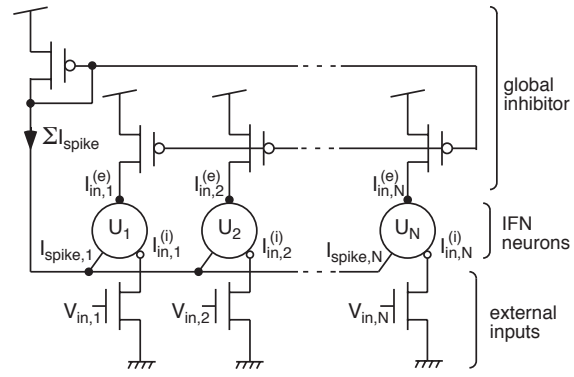 global
inhibitor
ΣI_spike
I_in,1^(e) I_in,2^(e) I_in,N^(e)
U_1 U_2 U_N
IFN
neurons
I_spike,1 I_in,1^(i) I_in,2^(i) I_spike,N I_in,N^(i)
V_in,1 V_in,2 V_in,N
external
inputs